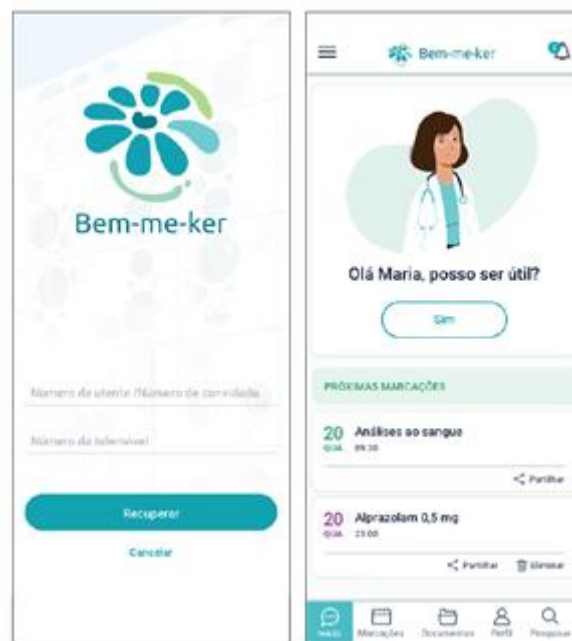 Bem-me-ker
Número de utente /Número de convidado
Número de telemóvel
Recuperar
Cancelar
Bem-me-ker
Olá Maria, posso ser útil?
Sim
PRÓXIMAS MARCAÇÕES
20 Análises ao sangue
QUA. 09:30
Partilhar
20 Alprazolam 0,5 mg
QUA. 23:00
Partilhar Eliminar
Início Marcações Documentos Perfil Pesquisa